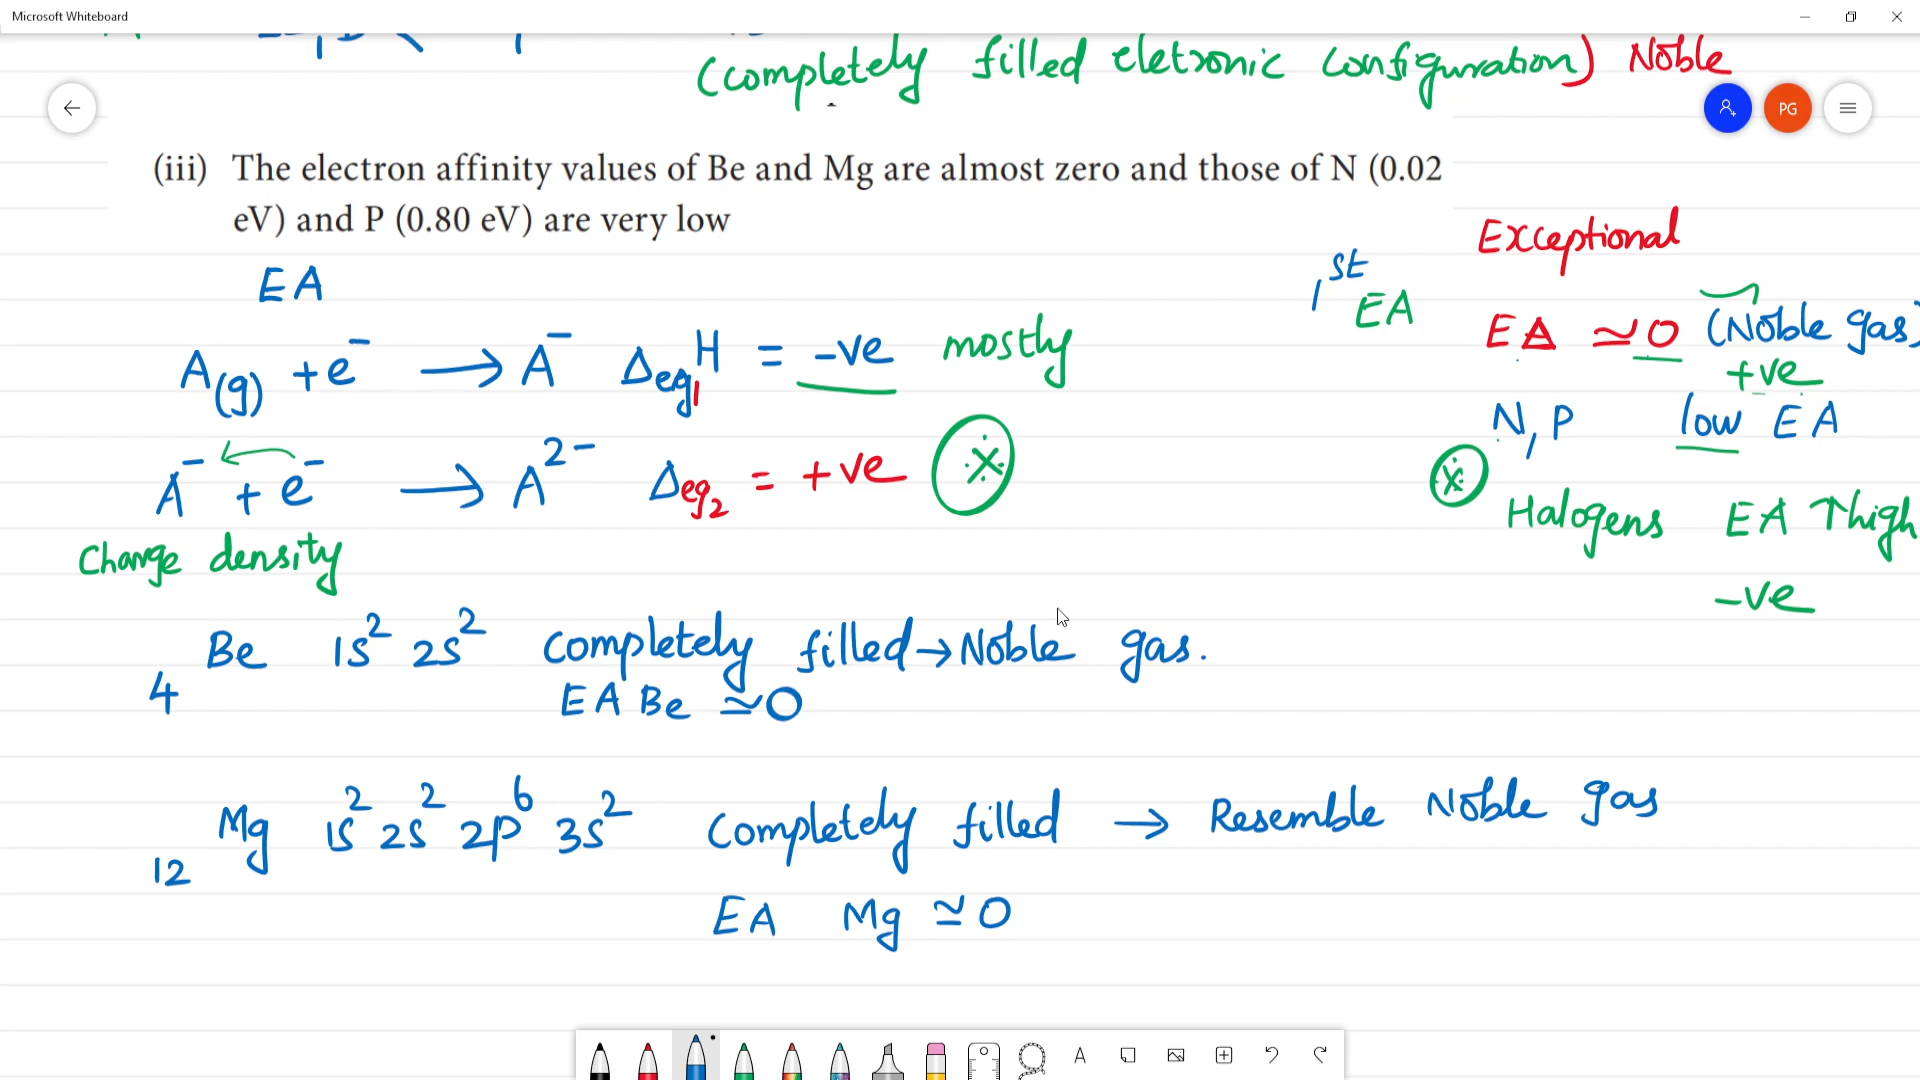 Microsoft Whiteboard
(completely filled eletronic configuration) Noble
PG
(iii) The electron affinity values of Be and Mg are almost zero and those of N (0.02
eV) and P (0.80 eV) are very low
Exceptional
EA
1st EA
EA ≃ 0 (Noble gas)
+ve
A(g) + e⁻ → A⁻ ΔegH₁ = -ve mostly
N, P low EA
A⁻ + e⁻ → A²⁻ Δeg₂ = +ve
Halogens EA high
-ve
Charge density
4 Be 1s² 2s² completely filled → Noble gas.
EA Be ≃ 0
12 Mg 1s² 2s² 2p⁶ 3s² Completely filled → Resemble Noble gas
EA Mg ≃ 0